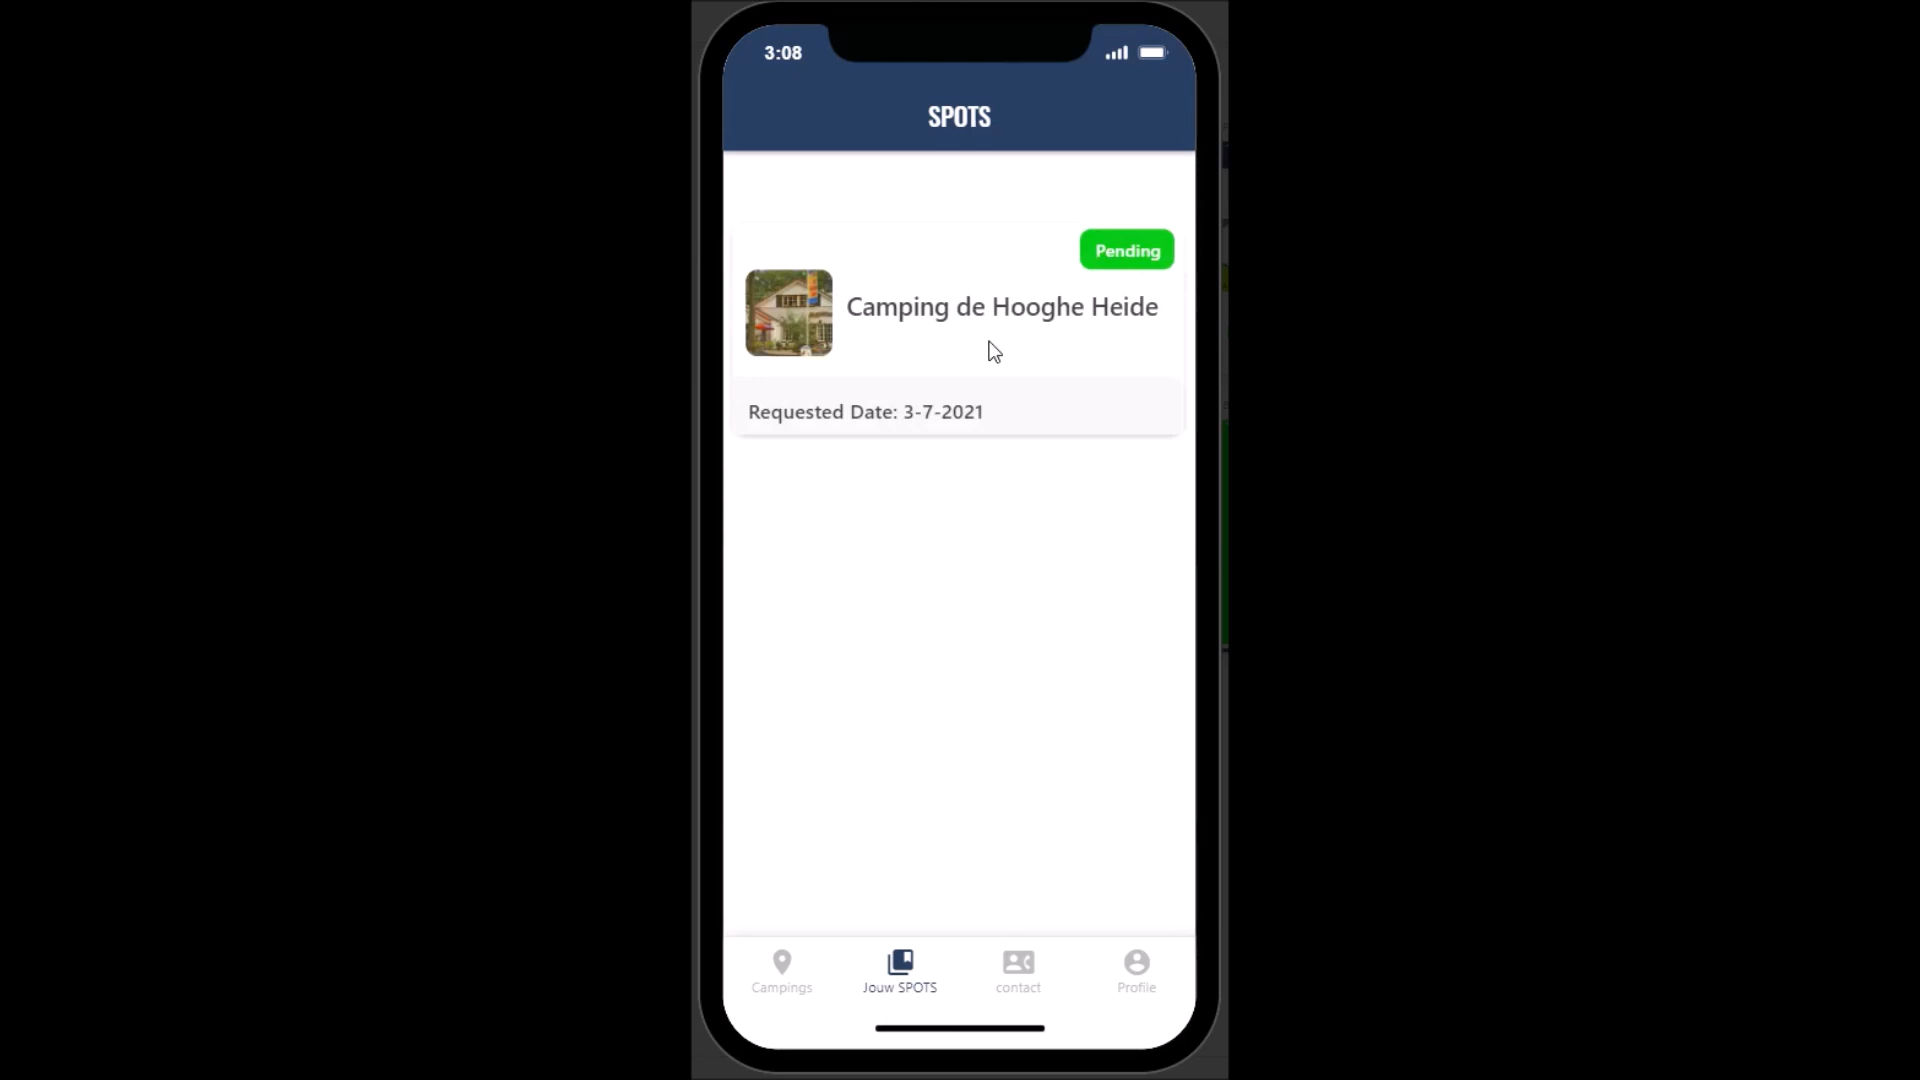 3:08
SPOTS
Pending
Camping de Hooghe Heide
Requested Date: 3-7-2021
Campings
Jouw SPOTS
contact
Profile